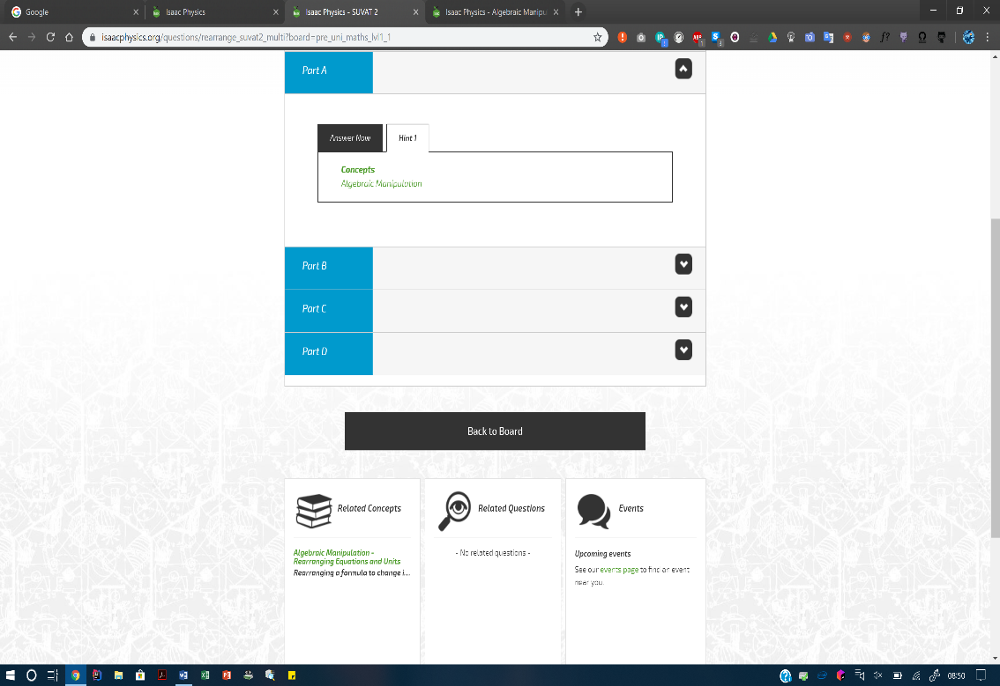 Google
Isaac Physics
Isaac Physics - SUVAT 2
Isaac Physics - Algebraic Manipu
isaacphysics.org/questions/rearrange_suvat2_multi?board=pre_uni_maths_lvl1_1
Part A
Answer Now
Hint 1
Concepts
Algebraic Manipulation
Part B
Part C
Part D
Back to Board
Related Concepts
Algebraic Manipulation -
Rearranging Equations and Units
Rearranging a formula to change i...
Related Questions
- No related questions -
Events
Upcoming events
See our events page to find an event
near you.
08:50